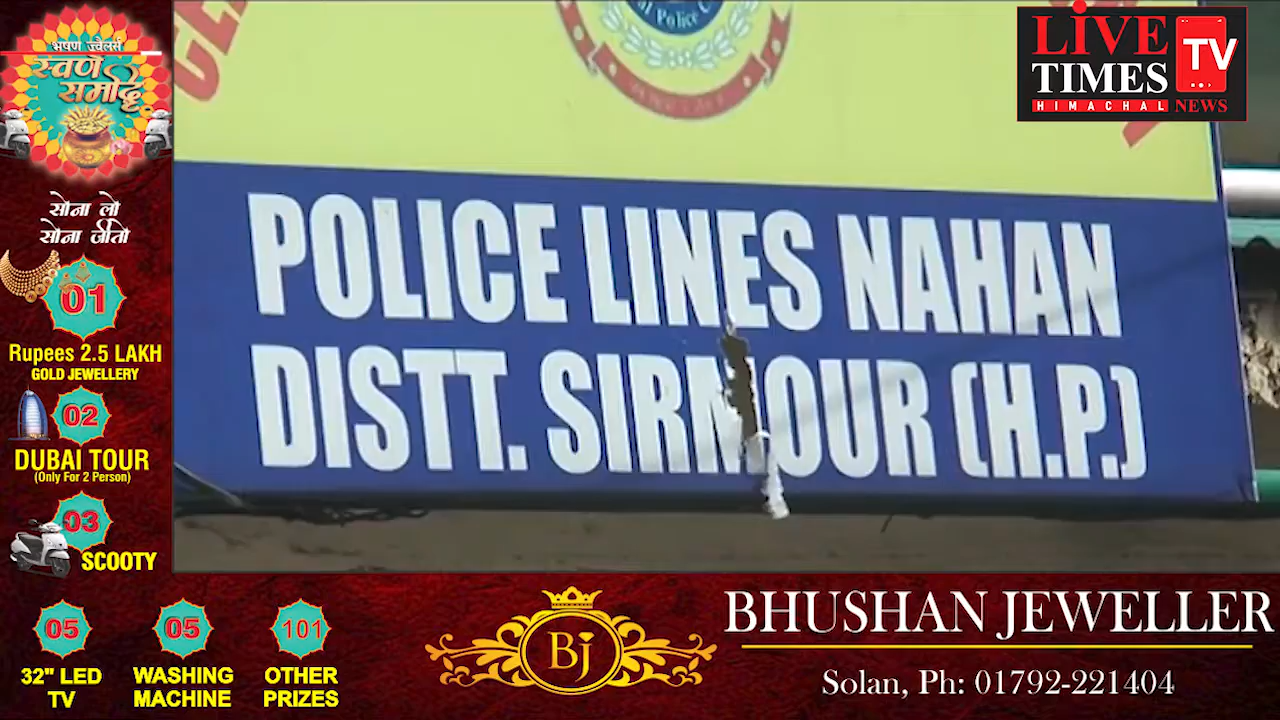 भूषण ज्वैलर्स
स्वर्ण
समृद्धि
सोना लो
सोना जीतो
01
Rupees 2.5 LAKH
GOLD JEWELLERY
02
DUBAI TOUR
(Only For 2 Person)
03
SCOOTY
05
32" LED
TV
05
WASHING
MACHINE
101
OTHER
PRIZES
LIVE
TIMES
TV
HIMACHAL NEWS
POLICE LINES NAHAN
DISTT. SIRMOUR (H.P.)
Bj
BHUSHAN JEWELLER
Solan, Ph: 01792-221404